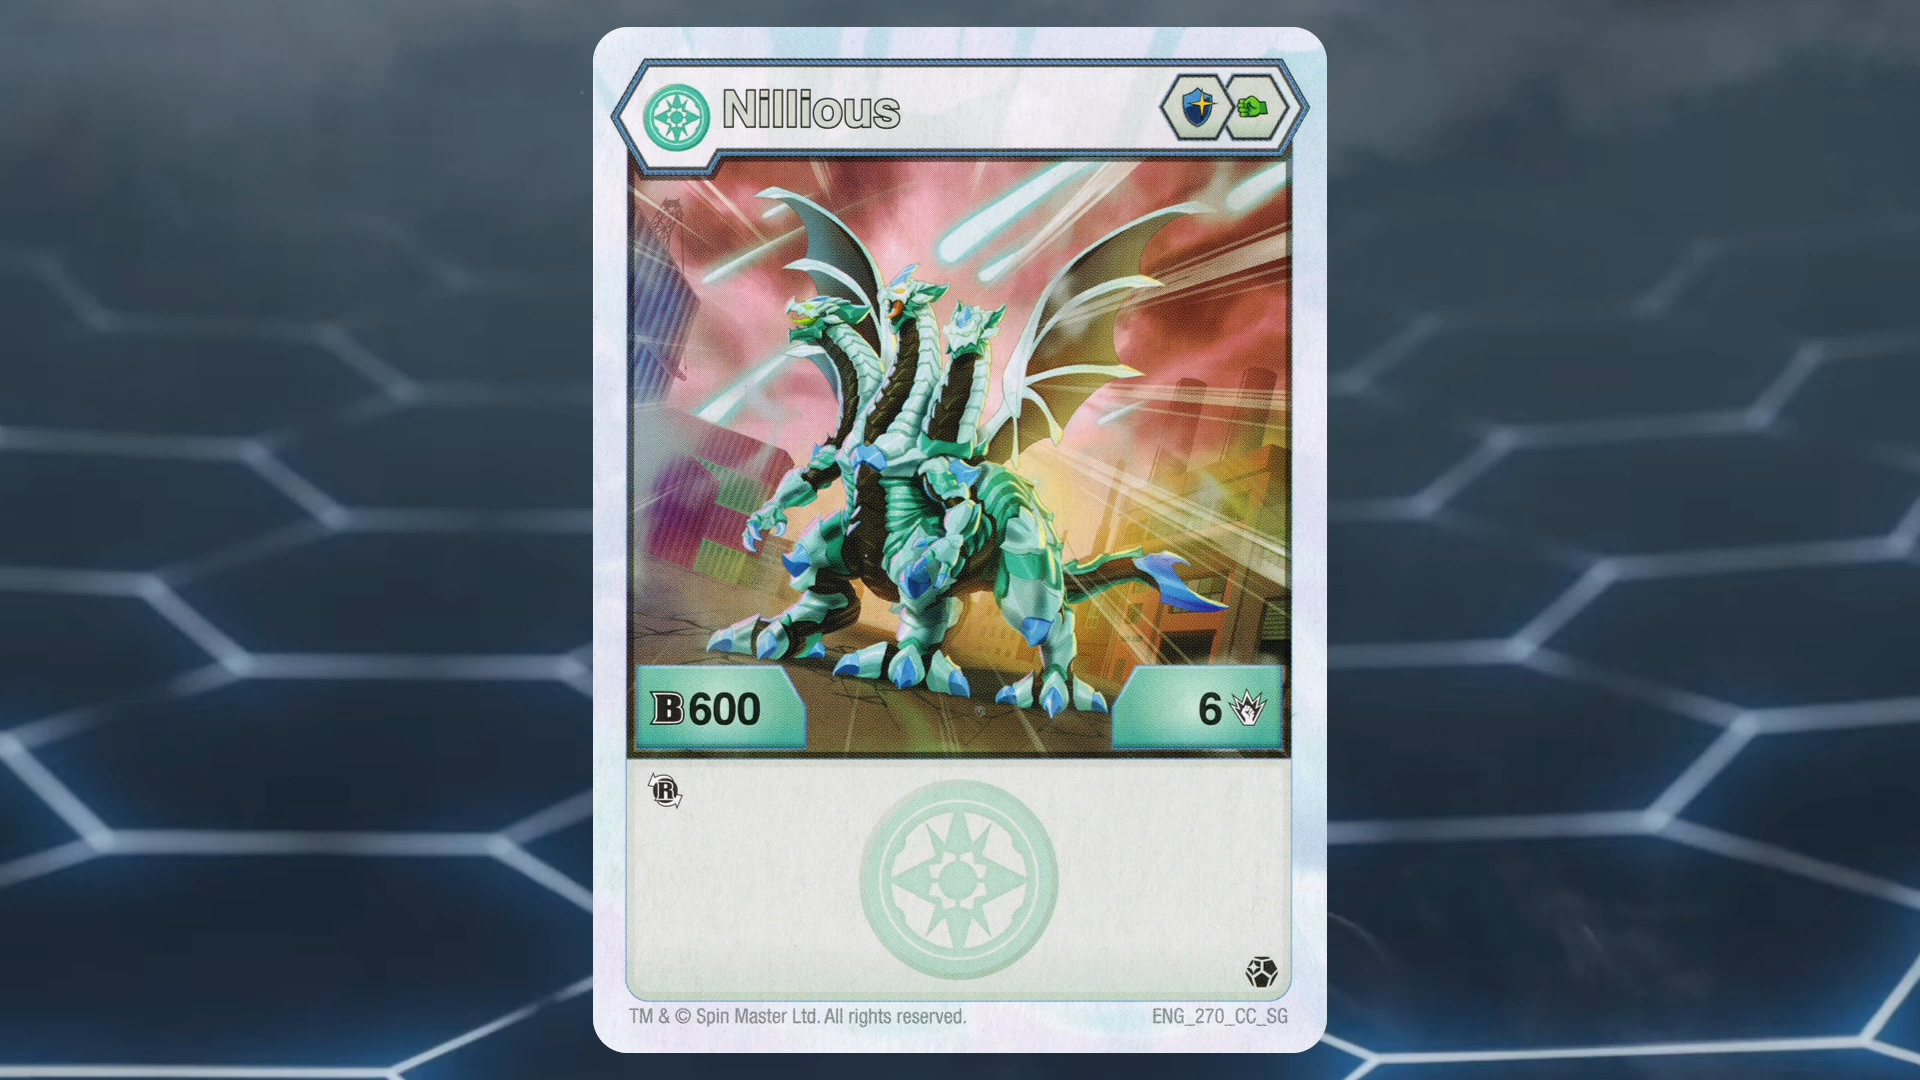 Nillious
B600
6
R
TM & © Spin Master Ltd. All rights reserved.
ENG_270_CC_SG